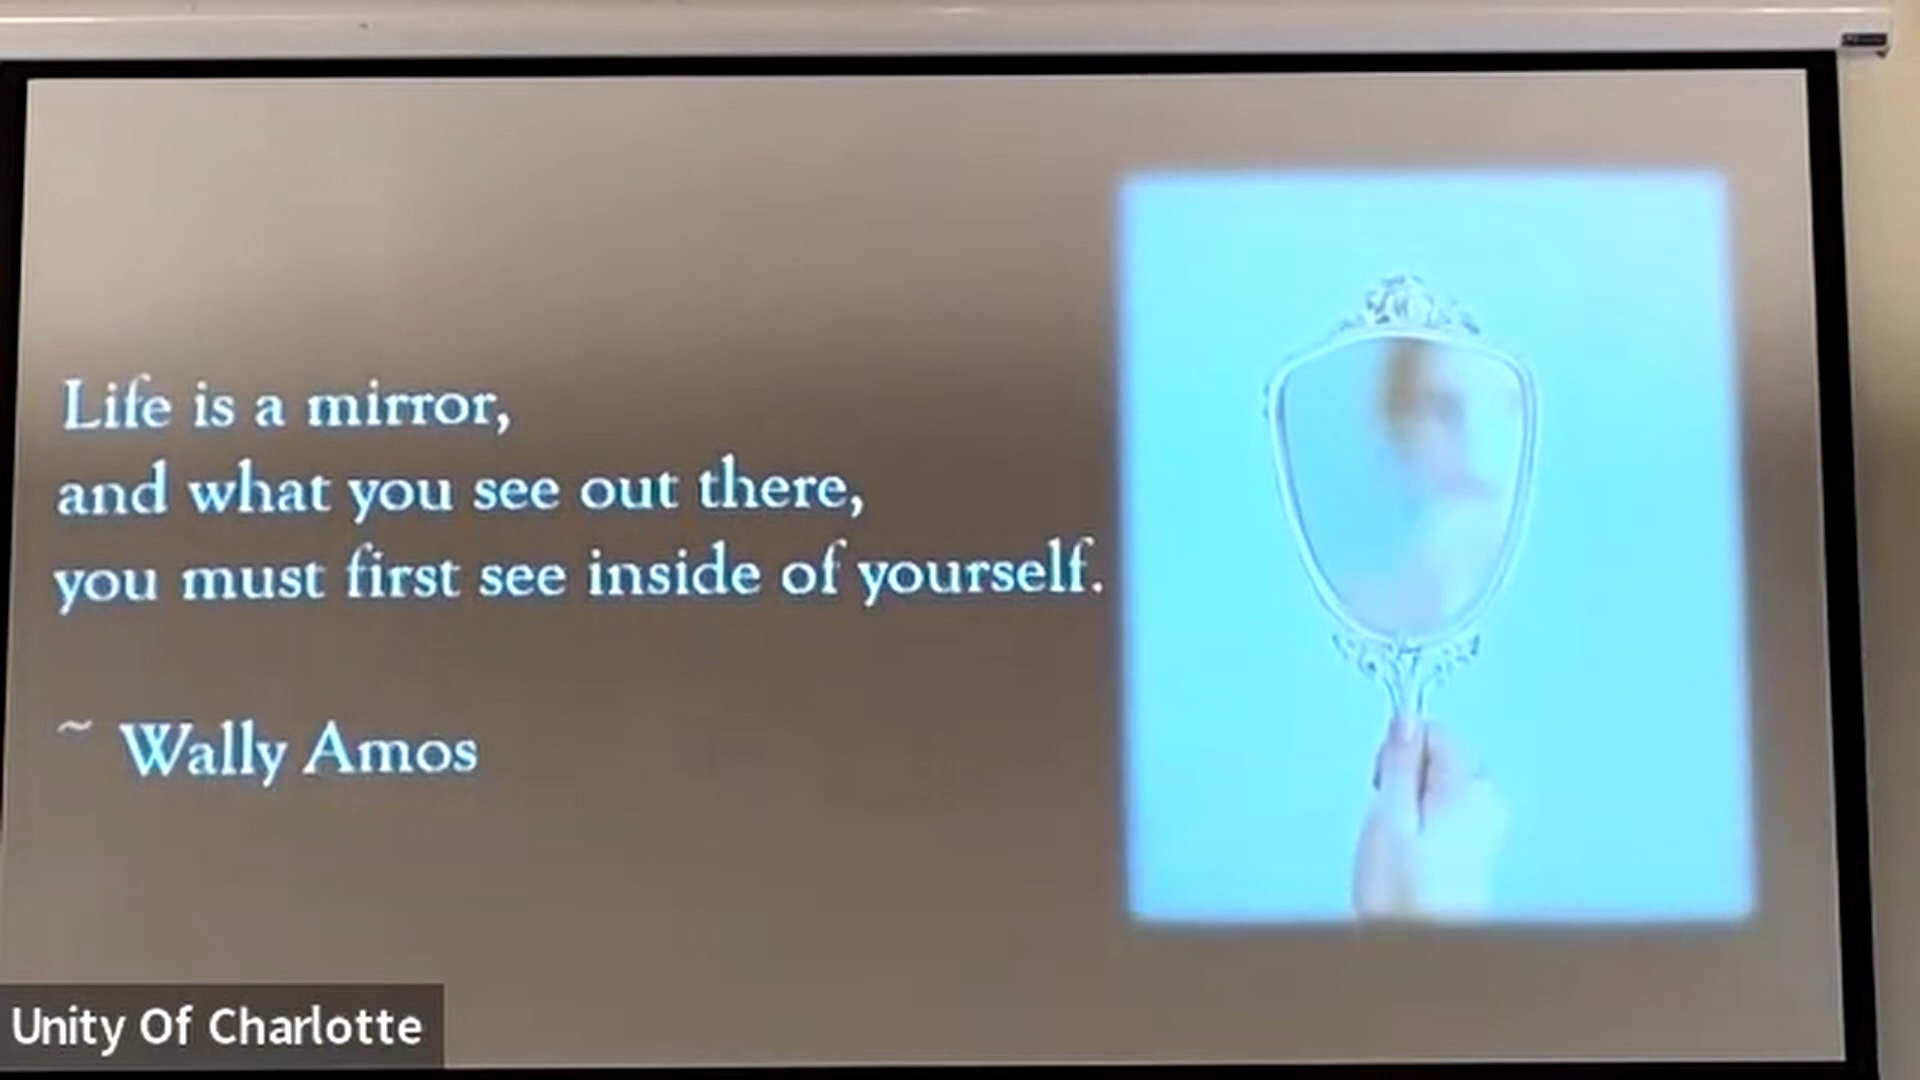 Life is a mirror,
and what you see out there,
you must first see inside of yourself.
~ Wally Amos
Unity Of Charlotte